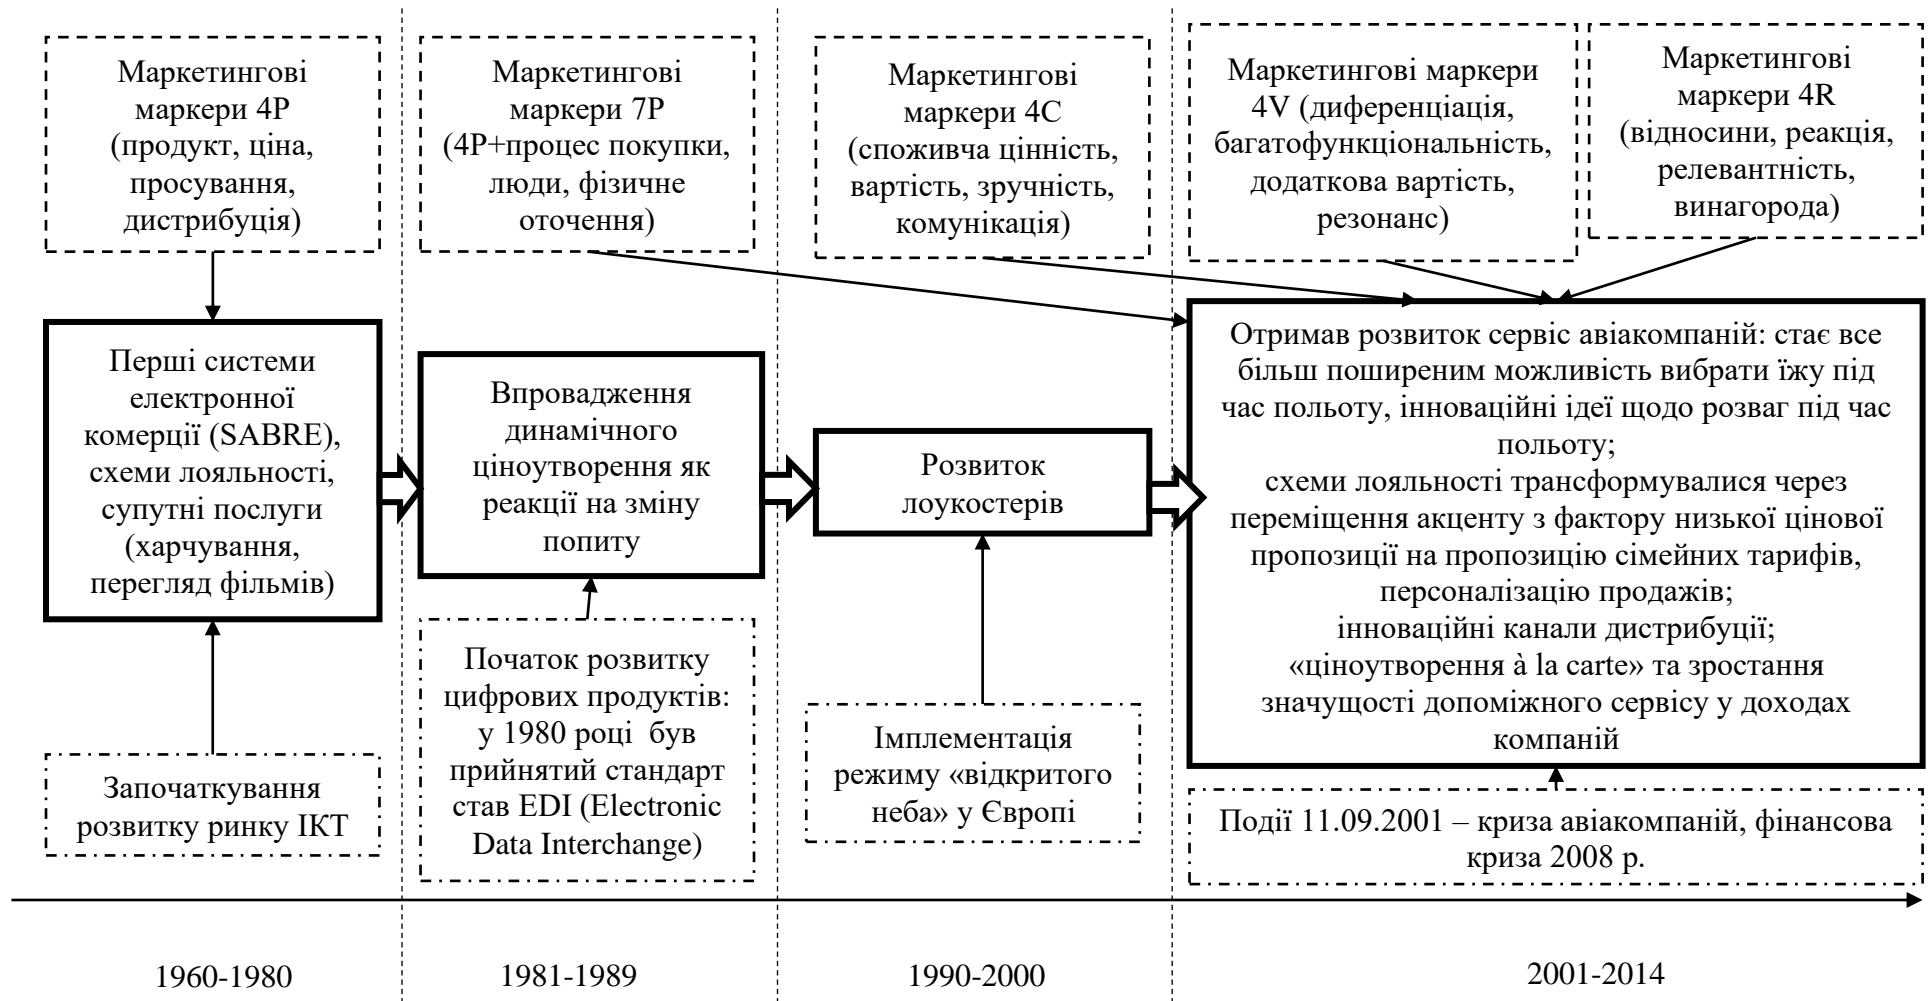 Маркетингові
маркери 4P
(продукт, ціна,
просування,
дистрибуція)
Маркетингові
маркери 7P
(4P+процес покупки,
люди, фізичне
оточення)
Маркетингові
маркери 4C
(споживча цінність,
вартість, зручність,
комунікація)
Маркетингові маркери
4V (диференціація,
багатофункціональність,
додаткова вартість,
резонанс)
Маркетингові
маркери 4R
(відносини, реакція,
релевантність,
винагорода)
Перші системи
електронної
комерції (SABRE),
схеми лояльності,
супутні послуги
(харчування,
перегляд фільмів)
Впровадження
динамічного
ціноутворення як
реакції на зміну
попиту
Розвиток
лоукостерів
Отримав розвиток сервіс авіакомпаній: стає все
більш поширеним можливість вибрати їжу під
час польоту, інноваційні ідеї щодо розваг під час
польоту;
схеми лояльності трансформувалися через
переміщення акценту з фактору низької цінової
пропозиції на пропозицію сімейних тарифів,
персоналізацію продажів;
інноваційні канали дистрибуції;
«ціноутворення à la carte» та зростання
значущості допоміжного сервісу у доходах
компаній
Започаткування
розвитку ринку ІКТ
Початок розвитку
цифрових продуктів:
у 1980 році був
прийнятий стандарт
став EDI (Electronic
Data Interchange)
Імплементація
режиму «відкритого
неба» у Європі
Події 11.09.2001 – криза авіакомпаній, фінансова
криза 2008 р.
1960-1980
1981-1989
1990-2000
2001-2014